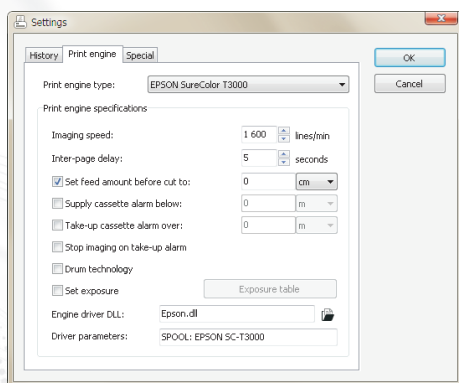 Settings
History Print engine Special
OK
Print engine type: EPSON SureColor T3000
Cancel
Print engine specifications
Imaging speed: 1 600 lines/min
Inter-page delay: 5 seconds
Set feed amount before cut to: 0 cm
Supply cassette alarm below: 0 m
Take-up cassette alarm over: 0 m
Stop imaging on take-up alarm
Drum technology
Set exposure Exposure table
Engine driver DLL: Epson.dll
Driver parameters: SPOOL: EPSON SC-T3000